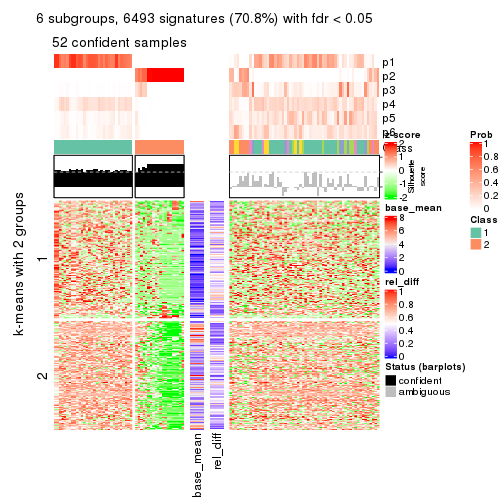 6 subgroups, 6493 signatures (70.8%) with fdr < 0.05
52 confident samples
p1
p2
p3
p4
p5
p6
Class
z_score
2
1
0
-1
-2
Silhouette
score
Prob
1
0.8
0.6
0.4
0.2
0
Class
1
2
base_mean
8
6
4
2
0
rel_diff
1
0.8
0.6
0.4
0.2
0
Status (barplots)
confident
ambiguous
k-means with 2 groups
1
2
base_mean
rel_diff